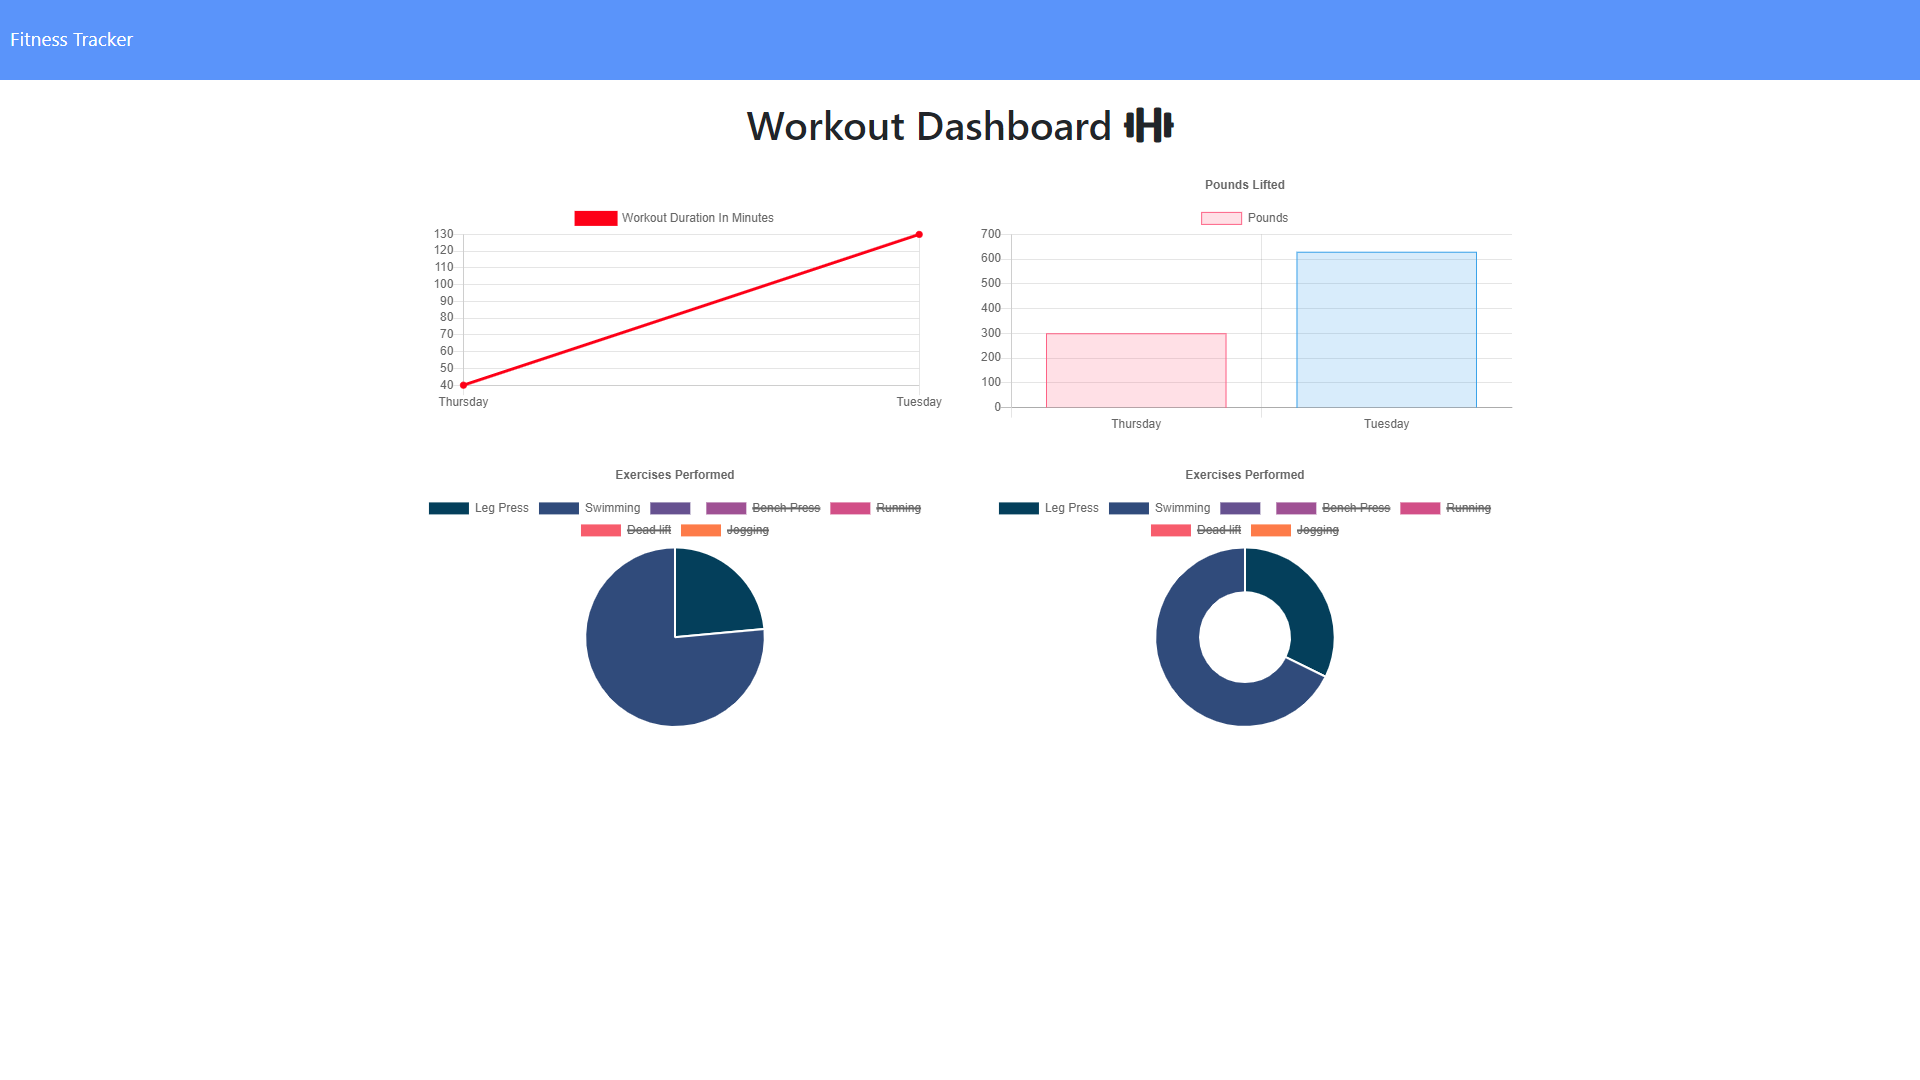 Fitness Tracker
Workout Dashboard
Workout Duration In Minutes
130
120
110
100
90
80
70
60
50
40
Thursday Tuesday
Pounds Lifted
Pounds
700
600
500
400
300
200
100
0
Thursday Tuesday
Exercises Performed
Leg Press Swimming Bench Press Running
Dead lift Jogging
Exercises Performed
Leg Press Swimming Bench Press Running
Dead lift Jogging